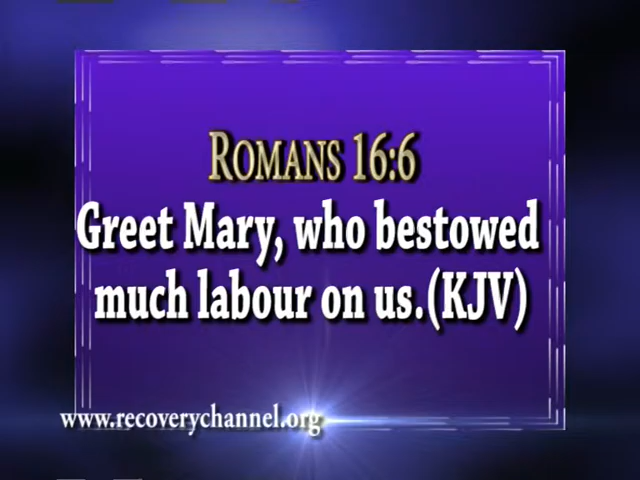 Romans 16:6
Greet Mary, who bestowed
much labour on us.(KJV)
www.recoverychannel.org